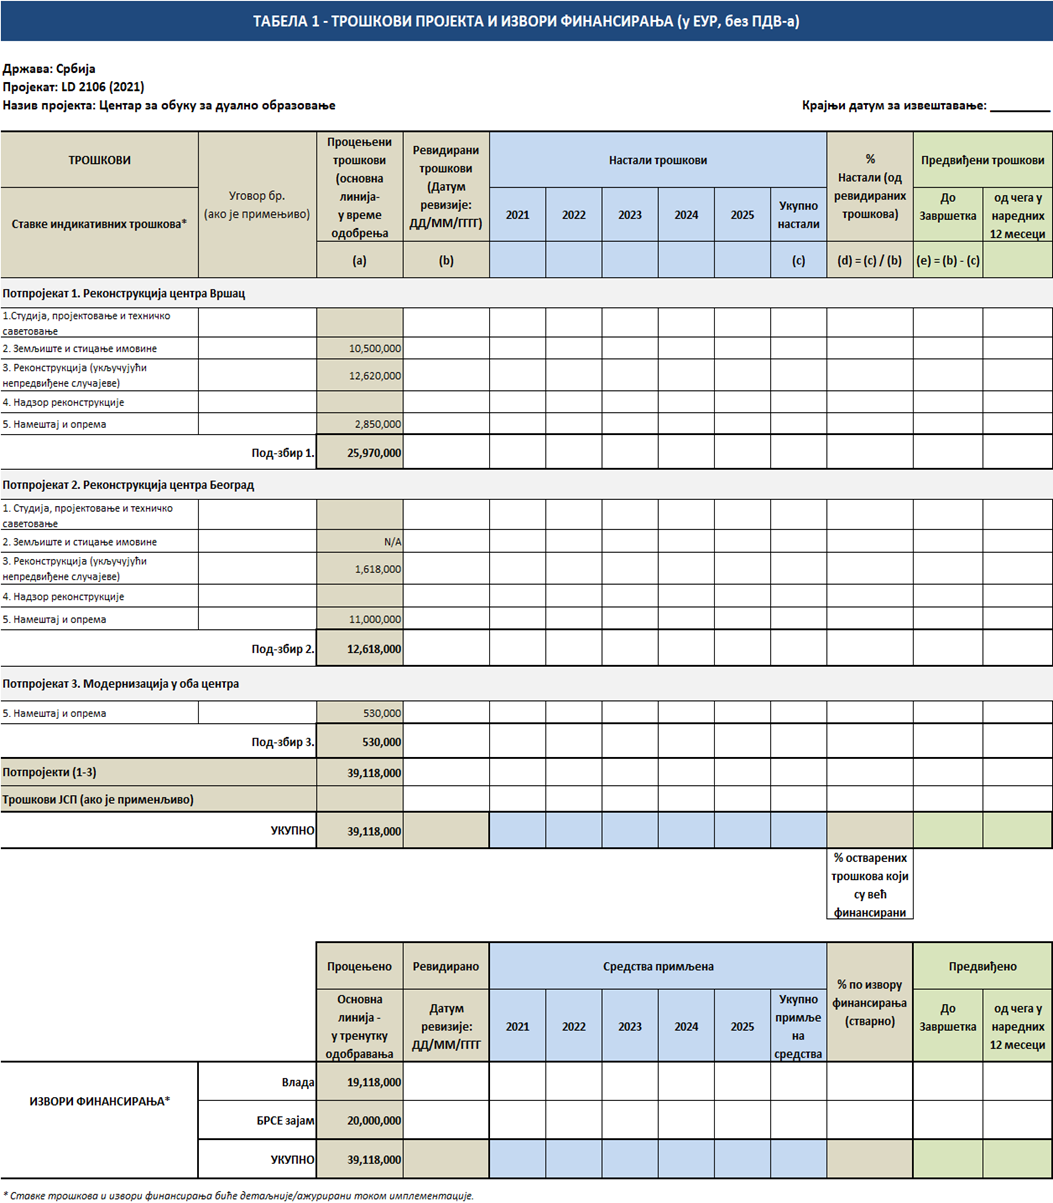 ТАБЕЛА 1 - ТРОШКОВИ ПРОЈЕКТА И ИЗВОРИ ФИНАНСИРАЊА (у ЕУР, без ПДВ-а)
Држава: Србија
Пројекат: LD 2106 (2021)
Назив пројекта: Центар за обуку за дуално образовање
Крајњи датум за извештавање: _________
ТРОШКОВИ
Ставке индикативних трошкова*
Уговор бр.
(ако је примењиво)
Процењени
трошкови
(основна
линија-
у време
одобрења
(a)
Ревидирани
трошкови
(Датум
ревизије:
ДД/ММ/ГГГГ)
(b)
Настали трошкови
2021
2022
2023
2024
2025
Укупно
настали
(c)
%
Настали (од
ревидираних
трошкова)
(d) = (c) / (b)
Предвиђени трошкови
До
Завршетка
(e) = (b) - (c)
од чега у
наредних
12 месеци
Потпројекат 1. Реконструкција центра Вршац
1.Студија, пројектовање и техничко
саветовање
2. Земљиште и стицање имовине 10,500,000
3. Реконструкција (укључујући
непредвиђене случајеве) 12,620,000
4. Надзор реконструкције
5. Намештај и опрема 2,850,000
Под-збир 1. 25,970,000
Потпројекат 2. Реконструкција центра Београд
1. Студија, пројектовање и техничко
саветовање
2. Земљиште и стицање имовине N/A
3. Реконструкција (укључујући
непредвиђене случајеве) 1,618,000
4. Надзор реконструкције
5. Намештај и опрема 11,000,000
Под-збир 2. 12,618,000
Потпројекат 3. Модернизација у оба центра
5. Намештај и опрема 530,000
Под-збир 3. 530,000
Потпројекти (1-3) 39,118,000
Трошкови ЈСП (ако је применљиво)
УКУПНО 39,118,000
% остварених
трошкова који
су већ
финансирани
Процењено
Основна
линија -
у тренутку
одобравања
Ревидирано
Датум
ревизије:
ДД/ММ/ГГГГ
Средства примљена
2021
2022
2023
2024
2025
Укупно
примље
на
средства
% по извору
финансирања
(стварно)
Предвиђено
До
Завршетка
од чега у
наредних
12 месеци
ИЗВОРИ ФИНАНСИРАЊА*
Влада 19,118,000
БРСЕ зајам 20,000,000
УКУПНО 39,118,000
* Ставке трошкова и извори финансирања биће детаљније/ажурирани током имплементације.